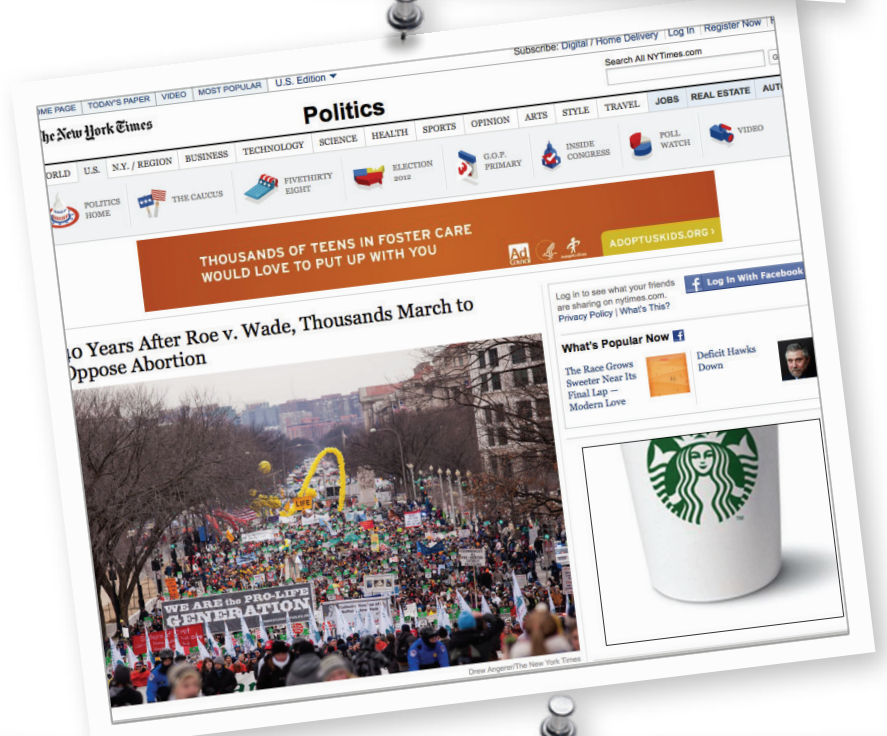 Subscribe: Digital / Home Delivery Log In Register Now
ME PAGE TODAY'S PAPER VIDEO MOST POPULAR U.S. Edition
Search All NYTimes.com
he New York Times
Politics
ORLD U.S. N.Y. / REGION BUSINESS TECHNOLOGY SCIENCE HEALTH SPORTS OPINION ARTS STYLE TRAVEL JOBS REAL ESTATE AUT
POLITICS
HOME
THE CAUCUS
FIVETHIRTY
EIGHT
ELECTION
2012
G.O.P.
PRIMARY
INSIDE
CONGRESS
POLL
WATCH
VIDEO
THOUSANDS OF TEENS IN FOSTER CARE
WOULD LOVE TO PUT UP WITH YOU
Ad
COUNCIL
ADOPTUSKIDS.ORG ›
40 Years After Roe v. Wade, Thousands March to
Oppose Abortion
LIFE
WE ARE the PRO-LIFE
GENERATION
Drew Angerer/The New York Times
Log in to see what your friends
are sharing on nytimes.com.
Privacy Policy | What's This?
f Log In With Facebook
What's Popular Now f
The Race Grows
Sweeter Near Its
Final Lap —
Modern Love
Deficit Hawks
Down
TM